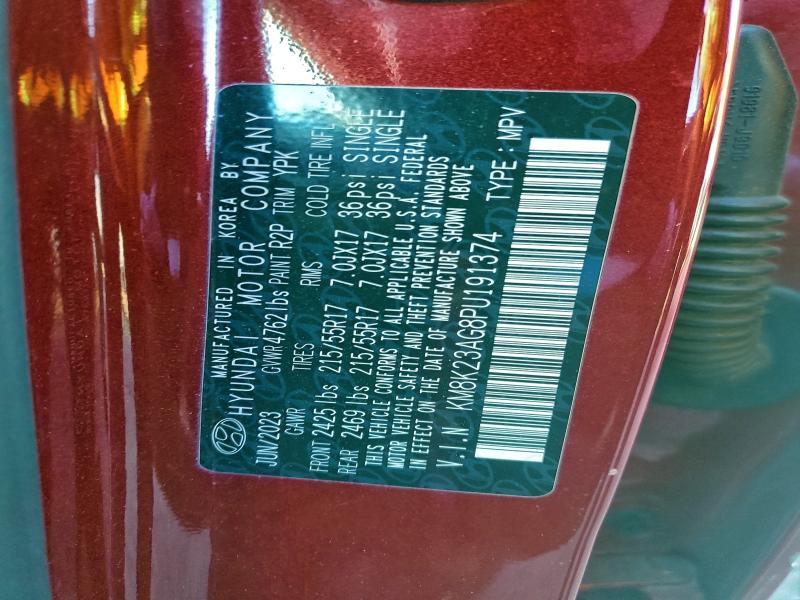 MANUFACTURED IN KOREA BY
HYUNDAI MOTOR COMPANY
JUN/2023 GWR 4762 lbs PAINT R2P TRIM YPK
GAWR TIRES RIMS COLD TIRE INFL
FRONT 2425 lbs 215/55R17 7.0JX17 36psi SINGLE
REAR 2469 lbs 215/55R17 7.0JX17 36psi SINGLE
THIS VEHICLE CONFORMS TO ALL APPLICABLE U.S.A. FEDERAL
MOTOR VEHICLE SAFETY AND THEFT PREVENTION STANDARDS
IN EFFECT ON THE DATE OF MANUFACTURE SHOWN ABOVE
V.I.N KM8K23AG8PU191374 TYPE : MPV